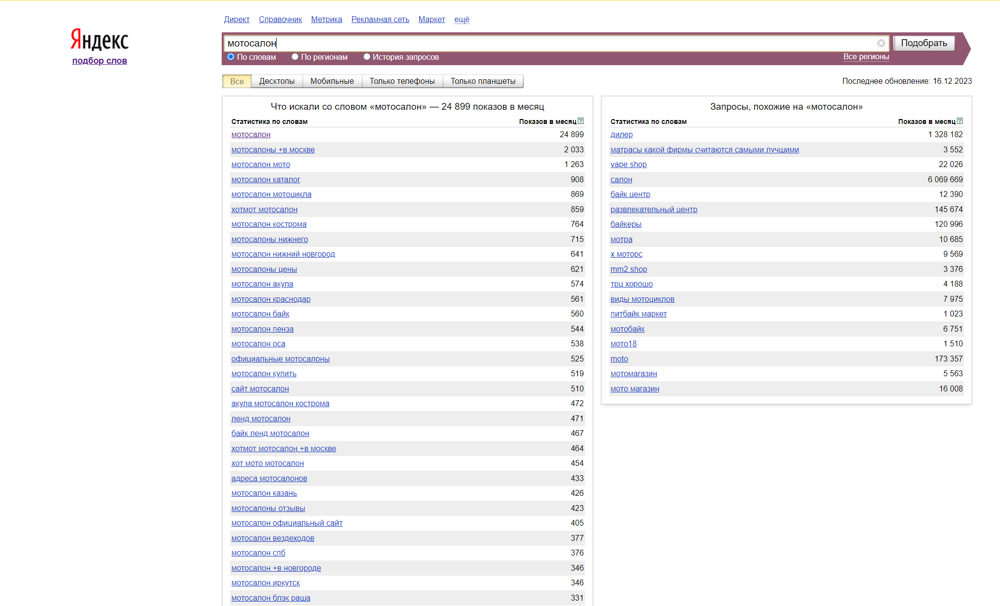 Директ Справочник Метрика Рекламная сеть Маркет ещё
Яндекс
подбор слов
мотосалон Подобрать
По словам По регионам История запросов Все регионы
Все Десктопы Мобильные Только телефоны Только планшеты Последнее обновление: 16.12.2023
Что искали со словом «мотосалон» — 24 899 показов в месяц
Статистика по словам Показов в месяц ?
мотосалон 24 899
мотосалоны +в москве 2 033
мотосалон мото 1 263
мотосалон каталог 908
мотосалон мотоцикла 869
хотмот мотосалон 859
мотосалон кострома 764
мотосалоны нижнего 715
мотосалон нижний новгород 641
мотосалоны цены 621
мотосалон акула 574
мотосалон краснодар 561
мотосалон байк 560
мотосалон пенза 544
мотосалон оса 538
официальные мотосалоны 525
мотосалон купить 519
сайт мотосалон 510
акула мотосалон кострома 472
ленд мотосалон 471
байк ленд мотосалон 467
хотмот мотосалон +в москве 464
хот мото мотосалон 454
адреса мотосалонов 433
мотосалон казань 426
мотосалоны отзывы 423
мотосалон официальный сайт 405
мотосалон вездеходов 377
мотосалон спб 376
мотосалон +в новгороде 346
мотосалон иркутск 346
мотосалон блэк раша 331
Запросы, похожие на «мотосалон»
Статистика по словам Показов в месяц ?
дилер 1 328 182
матрасы какой фирмы считаются самыми лучшими 3 552
vape shop 22 026
салон 6 069 669
байк центр 12 390
развлекательный центр 145 674
байкеры 120 996
мотра 10 685
х моторс 9 569
mm2 shop 3 376
трц хорошо 4 188
виды мотоциклов 7 975
питбайк маркет 1 023
мотобайк 6 751
мото18 1 510
moto 173 357
мотомагазин 5 563
мото магазин 16 008